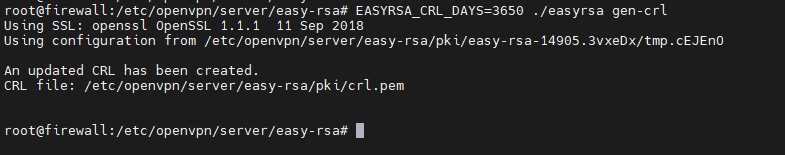 root@firewall:/etc/openvpn/server/easy-rsa# EASYRSA_CRL_DAYS=3650 ./easyrsa gen-crl
Using SSL: openssl OpenSSL 1.1.1  11 Sep 2018
Using configuration from /etc/openvpn/server/easy-rsa/pki/easy-rsa-14905.3vxeDx/tmp.cEJEnO
An updated CRL has been created.
CRL file: /etc/openvpn/server/easy-rsa/pki/crl.pem
root@firewall:/etc/openvpn/server/easy-rsa#